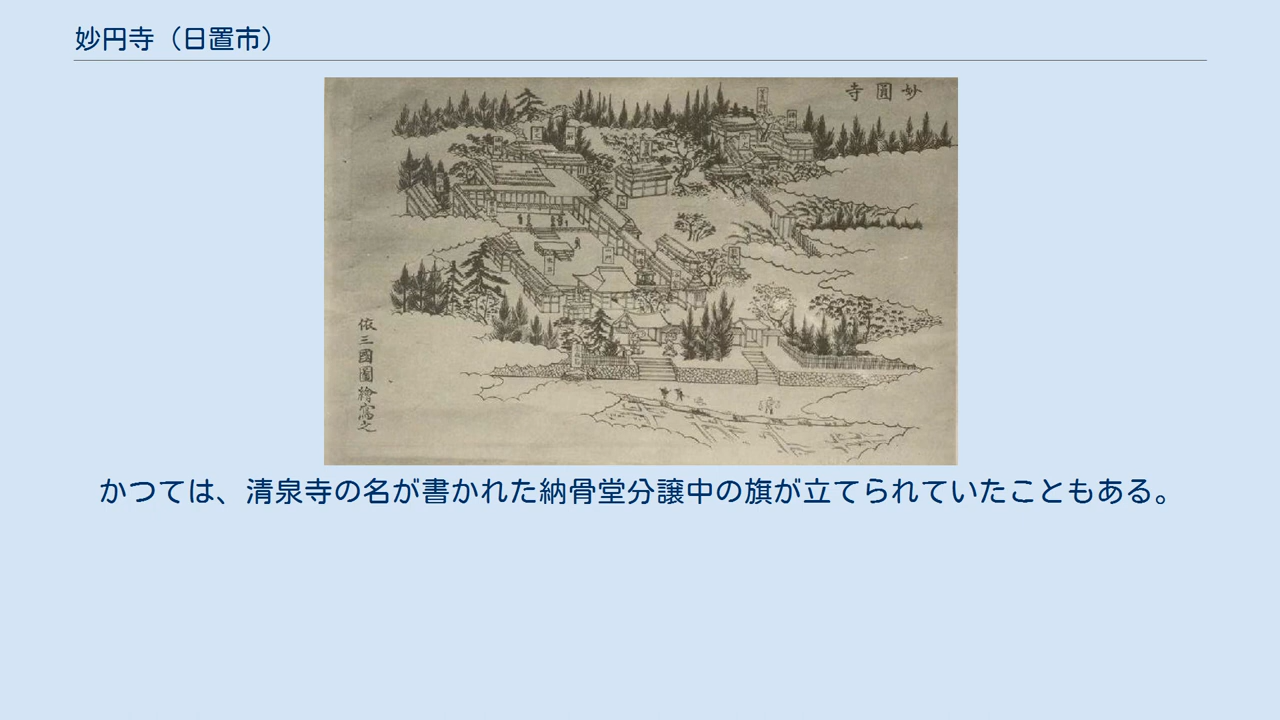 妙円寺（日置市）
妙圓寺
依三國圖繪寫之
かつては、清泉寺の名が書かれた納骨堂分譲中の旗が立てられていたこともある。